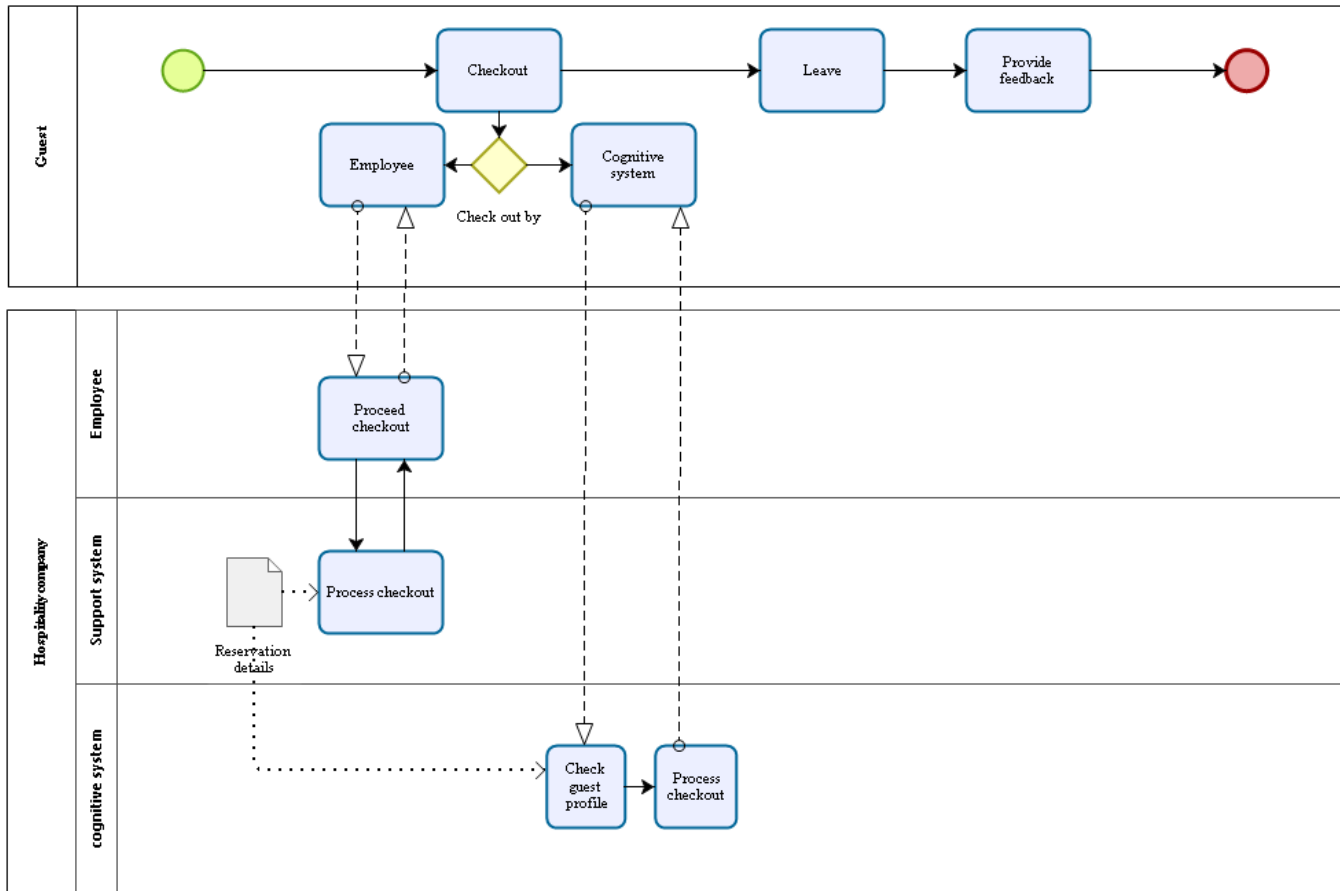 Guest
Checkout
Leave
Provide
feedback
Employee
Cognitive
system
Check out by
Hospitality company
Employee
Proceed
checkout
Support system
Process checkout
Reservation
details
cognitive system
Check
guest
profile
Process
checkout